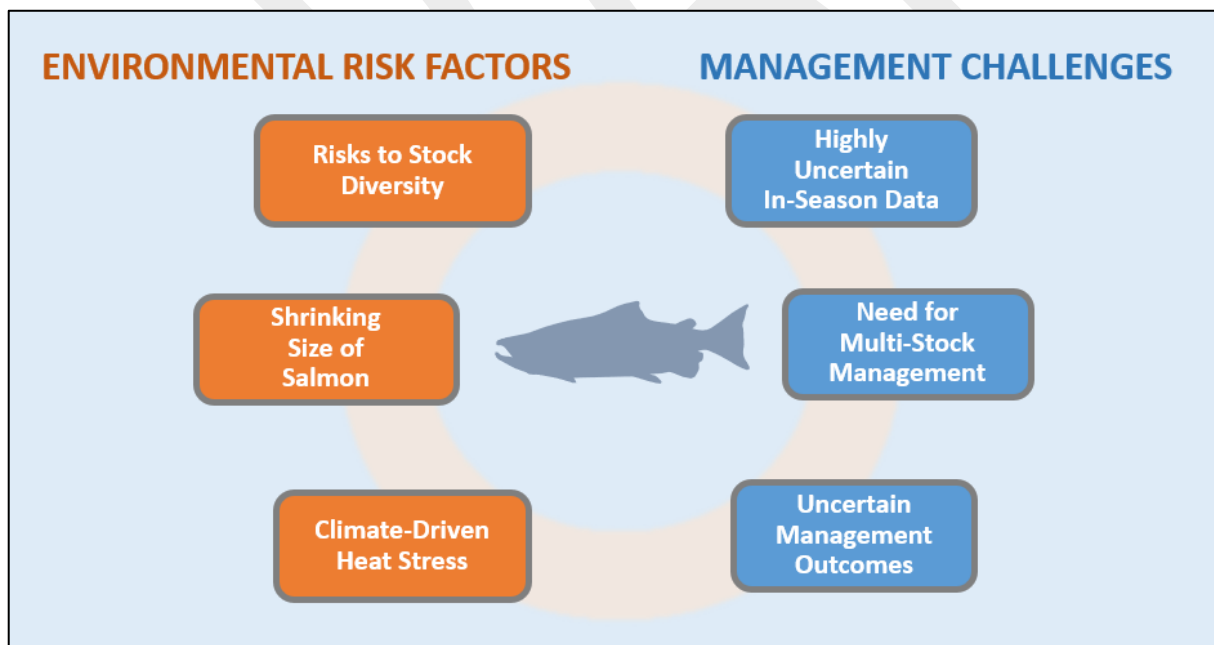 ENVIRONMENTAL RISK FACTORS
MANAGEMENT CHALLENGES
Risks to Stock
Diversity
Highly
Uncertain
In-Season Data
Shrinking
Size of
Salmon
Need for
Multi-Stock
Management
Climate-Driven
Heat Stress
Uncertain
Management
Outcomes